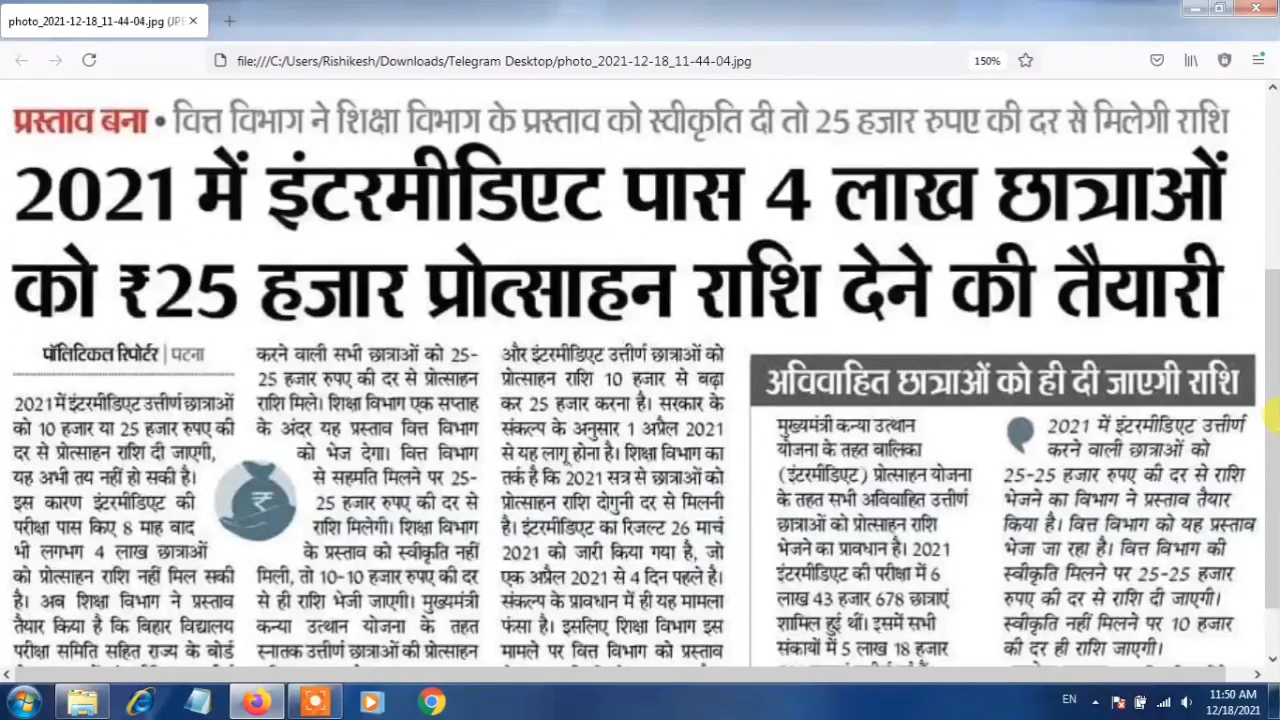 photo_2021-12-18_11-44-04.jpg (JPE
file:///C:/Users/Rishikesh/Downloads/Telegram Desktop/photo_2021-12-18_11-44-04.jpg
150%
प्रस्ताव बना • वित्त विभाग ने शिक्षा विभाग के प्रस्ताव को स्वीकृति दी तो 25 हजार रुपए की दर से मिलेगी राशि
2021 में इंटरमीडिएट पास 4 लाख छात्राओं
को ₹25 हजार प्रोत्साहन राशि देने की तैयारी
पॉलिटिकल रिपोर्टर | पटना
2021 में इंटरमीडिएट उत्तीर्ण छात्राओं
को 10 हजार या 25 हजार रुपए की
दर से प्रोत्साहन राशि दी जाएगी,
यह अभी तय नहीं हो सकी है।
इस कारण इंटरमीडिएट की
परीक्षा पास किए 8 माह वाद
भी लगभग 4 लाख छात्राओं
को प्रोत्साहन राशि नहीं मिल सकी
है। अब शिक्षा विभाग ने प्रस्ताव
तैयार किया है कि बिहार विद्यालय
परीक्षा समिति सहित राज्य के बोर्ड
करने वाली सभी छात्राओं को 25-
25 हजार रुपए की दर से प्रोत्साहन
राशि मिले। शिक्षा विभाग एक सप्ताह
के अंदर यह प्रस्ताव वित्त विभाग
को भेज देगा। वित्त विभाग
से सहमति मिलने पर 25-
25 हजार रुपए की दर से
राशि मिलेगी। शिक्षा विभाग
के प्रस्ताव को स्वीकृति नहीं
मिली, तो 10-10 हजार रुपए की दर
से ही राशि भेजी जाएगी। मुख्यमंत्री
कन्या उत्थान योजना के तहत
स्नातक उत्तीर्ण छात्राओं की प्रोत्साहन
और इंटरमीडिएट उत्तीर्ण छात्राओं को
प्रोत्साहन राशि 10 हजार से बढ़ा
कर 25 हजार करना है। सरकार के
संकल्प के अनुसार 1 अप्रैल 2021
से यह लागू होना है। शिक्षा विभाग का
तर्क है कि 2021 सत्र से छात्राओं को
प्रोत्साहन राशि दोगुनी दर से मिलनी
है। इंटरमीडिएट का रिजल्ट 26 मार्च
2021 को जारी किया गया है, जो
एक अप्रैल 2021 से 4 दिन पहले है।
संकल्प के प्रावधान में ही यह मामला
फंसा है। इसलिए शिक्षा विभाग इस
मामले पर वित्त विभाग को प्रस्ताव
अविवाहित छात्राओं को ही दी जाएगी राशि
मुख्यमंत्री कन्या उत्थान
योजना के तहत बालिका
(इंटरमीडिएट) प्रोत्साहन योजना
के तहत सभी अविवाहित उत्तीर्ण
छात्राओं को प्रोत्साहन राशि
भेजने का प्रावधान है। 2021
इंटरमीडिएट की परीक्षा में 6
लाख 43 हजार 678 छात्राएं
शामिल हुई थीं। इसमें सभी
संकायों में 5 लाख 18 हजार
2021 में इंटरमीडिएट उत्तीर्ण
करने वाली छात्राओं को
25-25 हजार रुपए की दर से राशि
भेजने का विभाग ने प्रस्ताव तैयार
किया है। वित्त विभाग को यह प्रस्ताव
भेजा जा रहा है। वित्त विभाग की
स्वीकृति मिलने पर 25-25 हजार
रुपए की दर से राशि दी जाएगी।
स्वीकृति नहीं मिलने पर 10 हजार
की दर ही राशि जाएगी।
EN
11:50 AM
12/18/2021